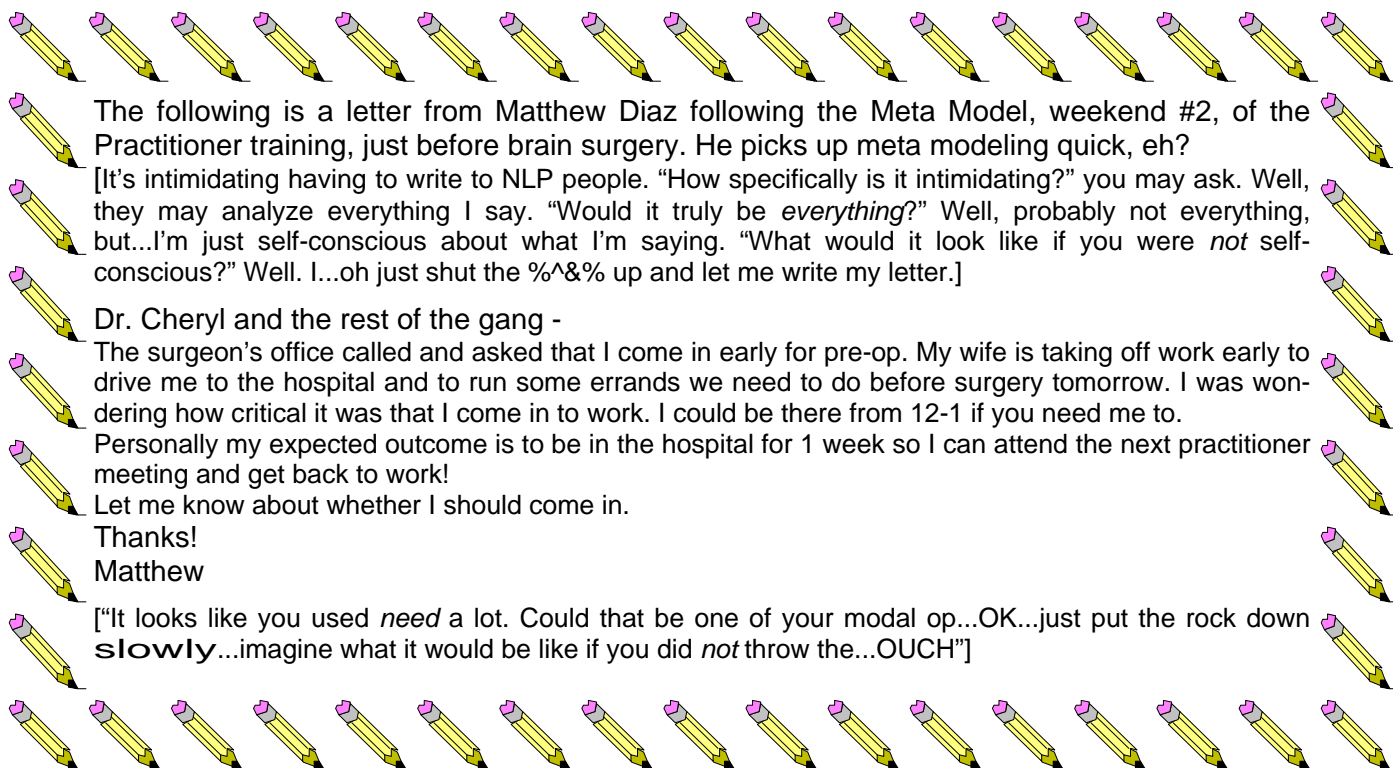 The following is a letter from Matthew Diaz following the Meta Model, weekend #2, of the
Practitioner training, just before brain surgery. He picks up meta modeling quick, eh?
[It's intimidating having to write to NLP people. “How specifically is it intimidating?” you may ask. Well,
they may analyze everything I say. “Would it truly be everything?” Well, probably not everything,
but...I'm just self-conscious about what I'm saying. “What would it look like if you were not self-
conscious?” Well. I...oh just shut the %^&% up and let me write my letter.]
Dr. Cheryl and the rest of the gang -
The surgeon's office called and asked that I come in early for pre-op. My wife is taking off work early to
drive me to the hospital and to run some errands we need to do before surgery tomorrow. I was won-
dering how critical it was that I come in to work. I could be there from 12-1 if you need me to.
Personally my expected outcome is to be in the hospital for 1 week so I can attend the next practitioner
meeting and get back to work!
Let me know about whether I should come in.
Thanks!
Matthew
[“It looks like you used need a lot. Could that be one of your modal op...OK...just put the rock down
slowly...imagine what it would be like if you did not throw the...OUCH”]